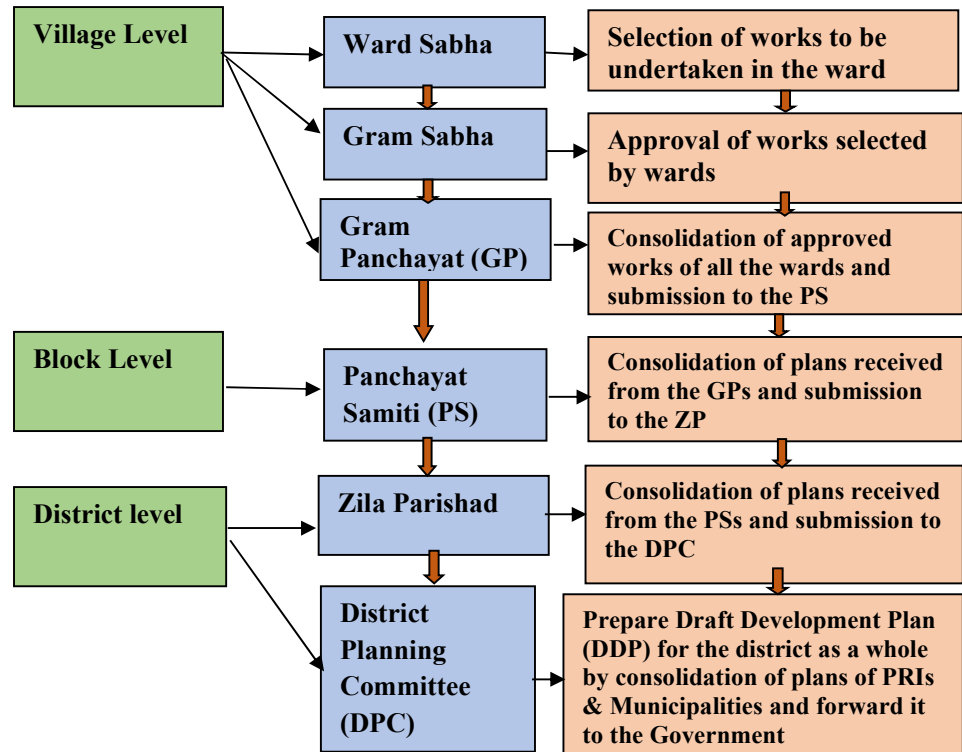 Village Level
Ward Sabha
Selection of works to be
undertaken in the ward
Gram Sabha
Approval of works selected
by wards
Gram
Panchayat (GP)
Consolidation of approved
works of all the wards and
submission to the PS
Block Level
Panchayat
Samiti (PS)
Consolidation of plans received
from the GPs and submission
to the ZP
District level
Zila Parishad
Consolidation of plans received
from the PSs and submission to
the DPC
District
Planning
Committee
(DPC)
Prepare Draft Development Plan
(DDP) for the district as a whole
by consolidation of plans of PRIs
& Municipalities and forward it
to the Government